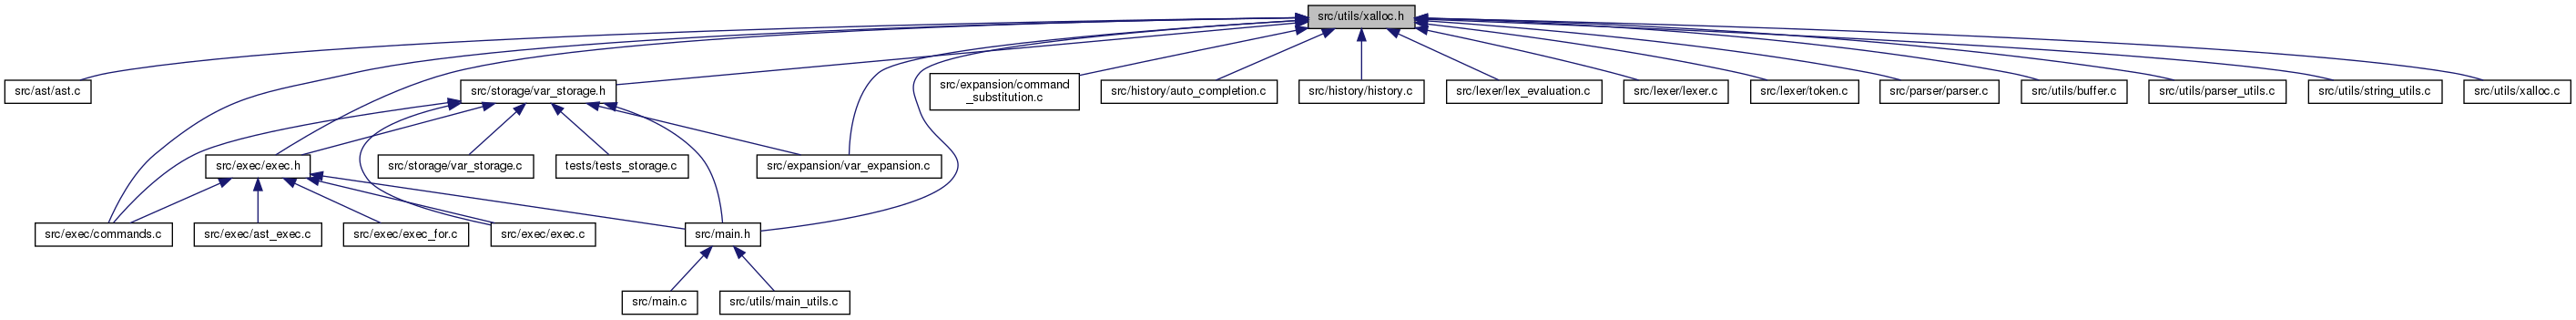 src/utils/xalloc.h
src/ast/ast.c
src/storage/var_storage.h
src/expansion/command
_substitution.c
src/history/auto_completion.c
src/history/history.c
src/lexer/lex_evaluation.c
src/lexer/lexer.c
src/lexer/token.c
src/parser/parser.c
src/utils/buffer.c
src/utils/parser_utils.c
src/utils/string_utils.c
src/utils/xalloc.c
src/exec/exec.h
src/storage/var_storage.c
tests/tests_storage.c
src/expansion/var_expansion.c
src/exec/commands.c
src/exec/ast_exec.c
src/exec/exec_for.c
src/exec/exec.c
src/main.h
src/main.c
src/utils/main_utils.c